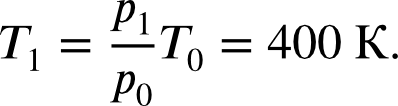 T₁ = p₁/p₀ T₀ = 400 К.